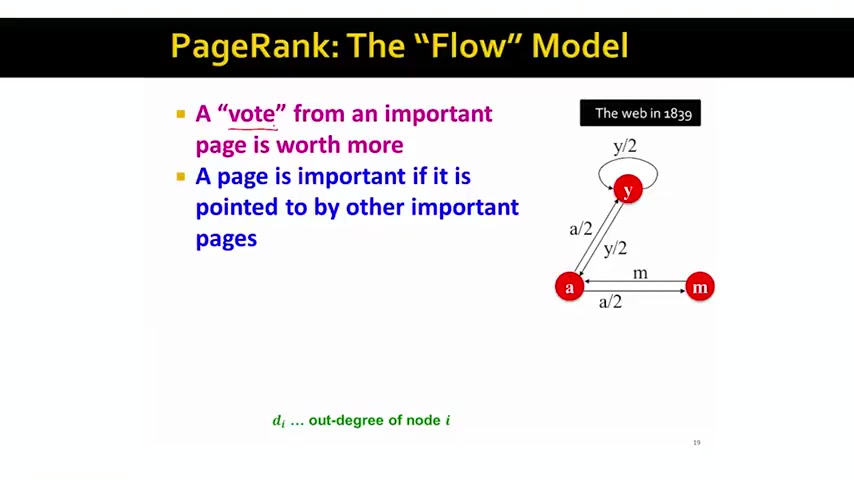 PageRank: The “Flow” Model
A “vote” from an important
page is worth more
A page is important if it is
pointed to by other important
pages
The web in 1839
y/2
y
a/2
y/2
a
m
m
a/2
d_i … out-degree of node i
19